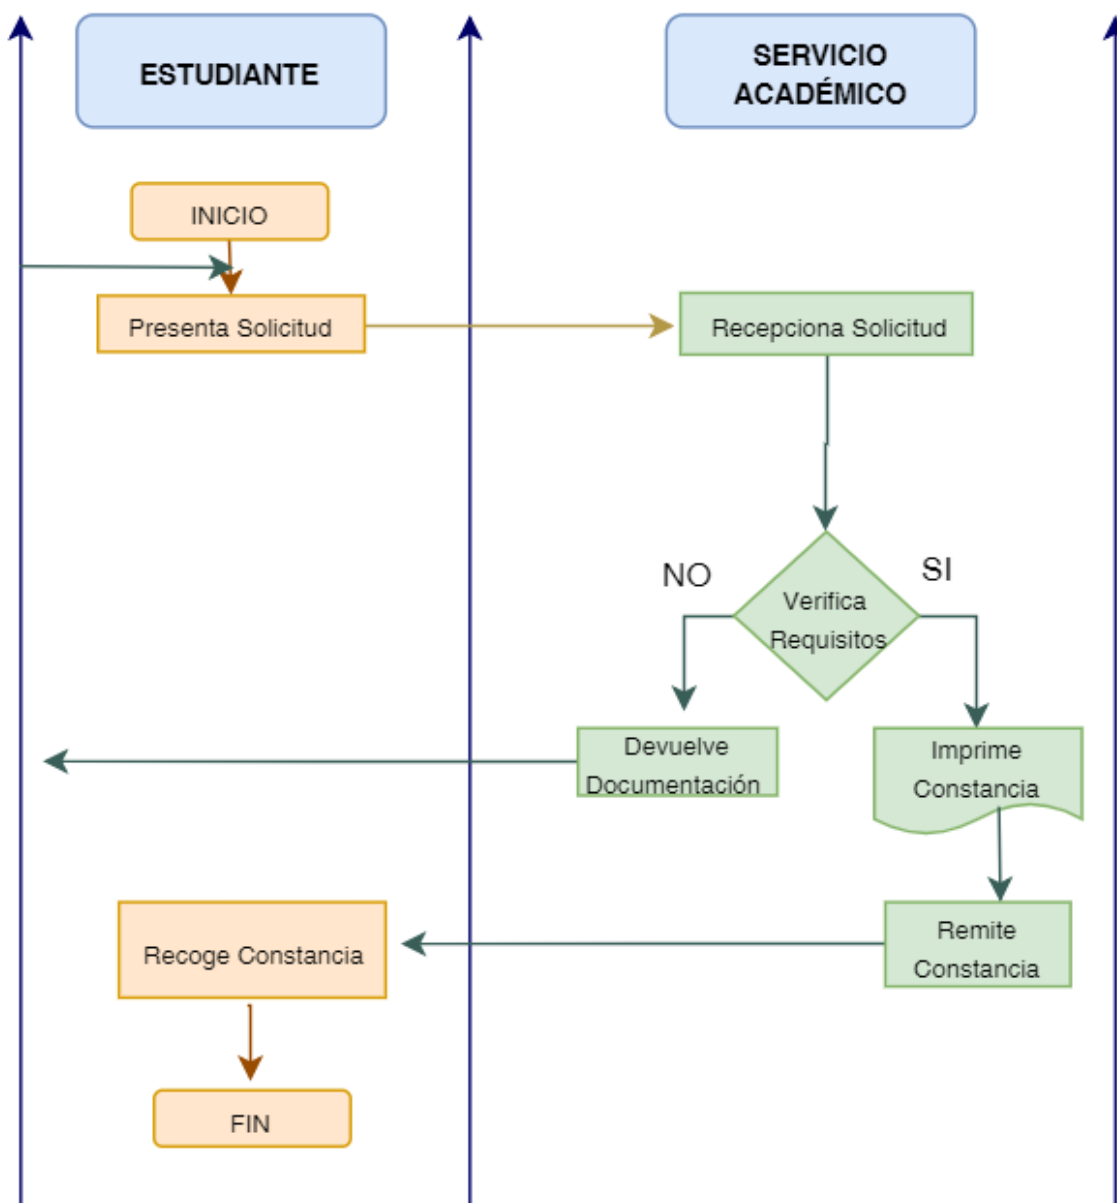 ESTUDIANTE
SERVICIO
ACADÉMICO
INICIO
Presenta Solicitud
Recepciona Solicitud
NO
SI
Verifica
Requisitos
Devuelve
Documentación
Imprime
Constancia
Recoge Constancia
Remite
Constancia
FIN